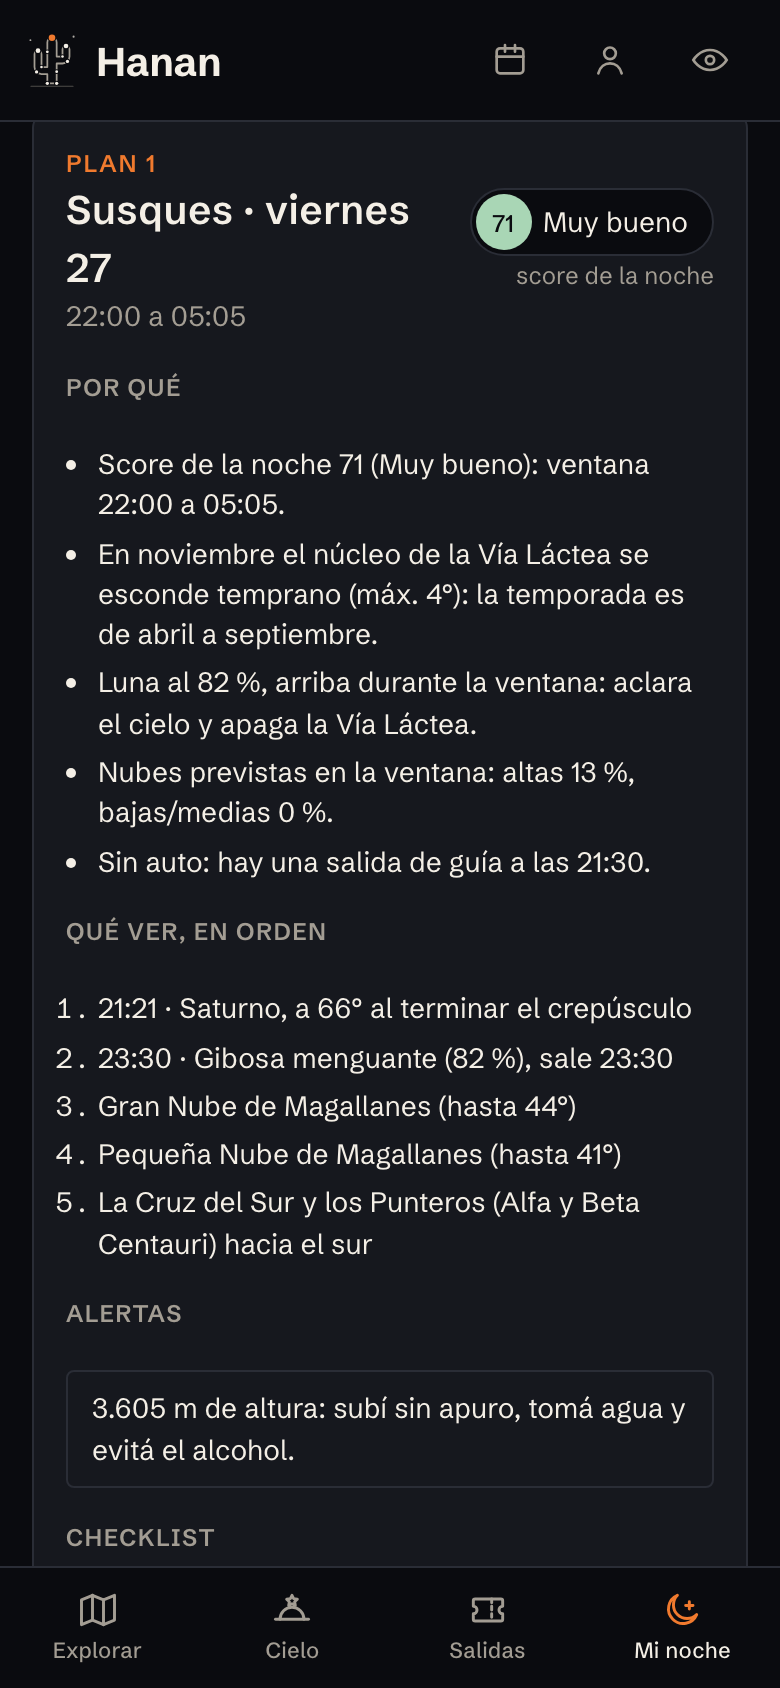 Hanan
PLAN 1
Susques · viernes
27
71 Muy bueno
score de la noche
22:00 a 05:05
POR QUÉ
• Score de la noche 71 (Muy bueno): ventana
22:00 a 05:05.
• En noviembre el núcleo de la Vía Láctea se
esconde temprano (máx. 4°): la temporada es
de abril a septiembre.
• Luna al 82 %, arriba durante la ventana: aclara
el cielo y apaga la Vía Láctea.
• Nubes previstas en la ventana: altas 13 %,
bajas/medias 0 %.
• Sin auto: hay una salida de guía a las 21:30.
QUÉ VER, EN ORDEN
1. 21:21 · Saturno, a 66° al terminar el crepúsculo
2. 23:30 · Gibosa menguante (82 %), sale 23:30
3. Gran Nube de Magallanes (hasta 44°)
4. Pequeña Nube de Magallanes (hasta 41°)
5. La Cruz del Sur y los Punteros (Alfa y Beta
Centauri) hacia el sur
ALERTAS
3.605 m de altura: subí sin apuro, tomá agua y
evitá el alcohol.
CHECKLIST
Explorar
Cielo
Salidas
Mi noche